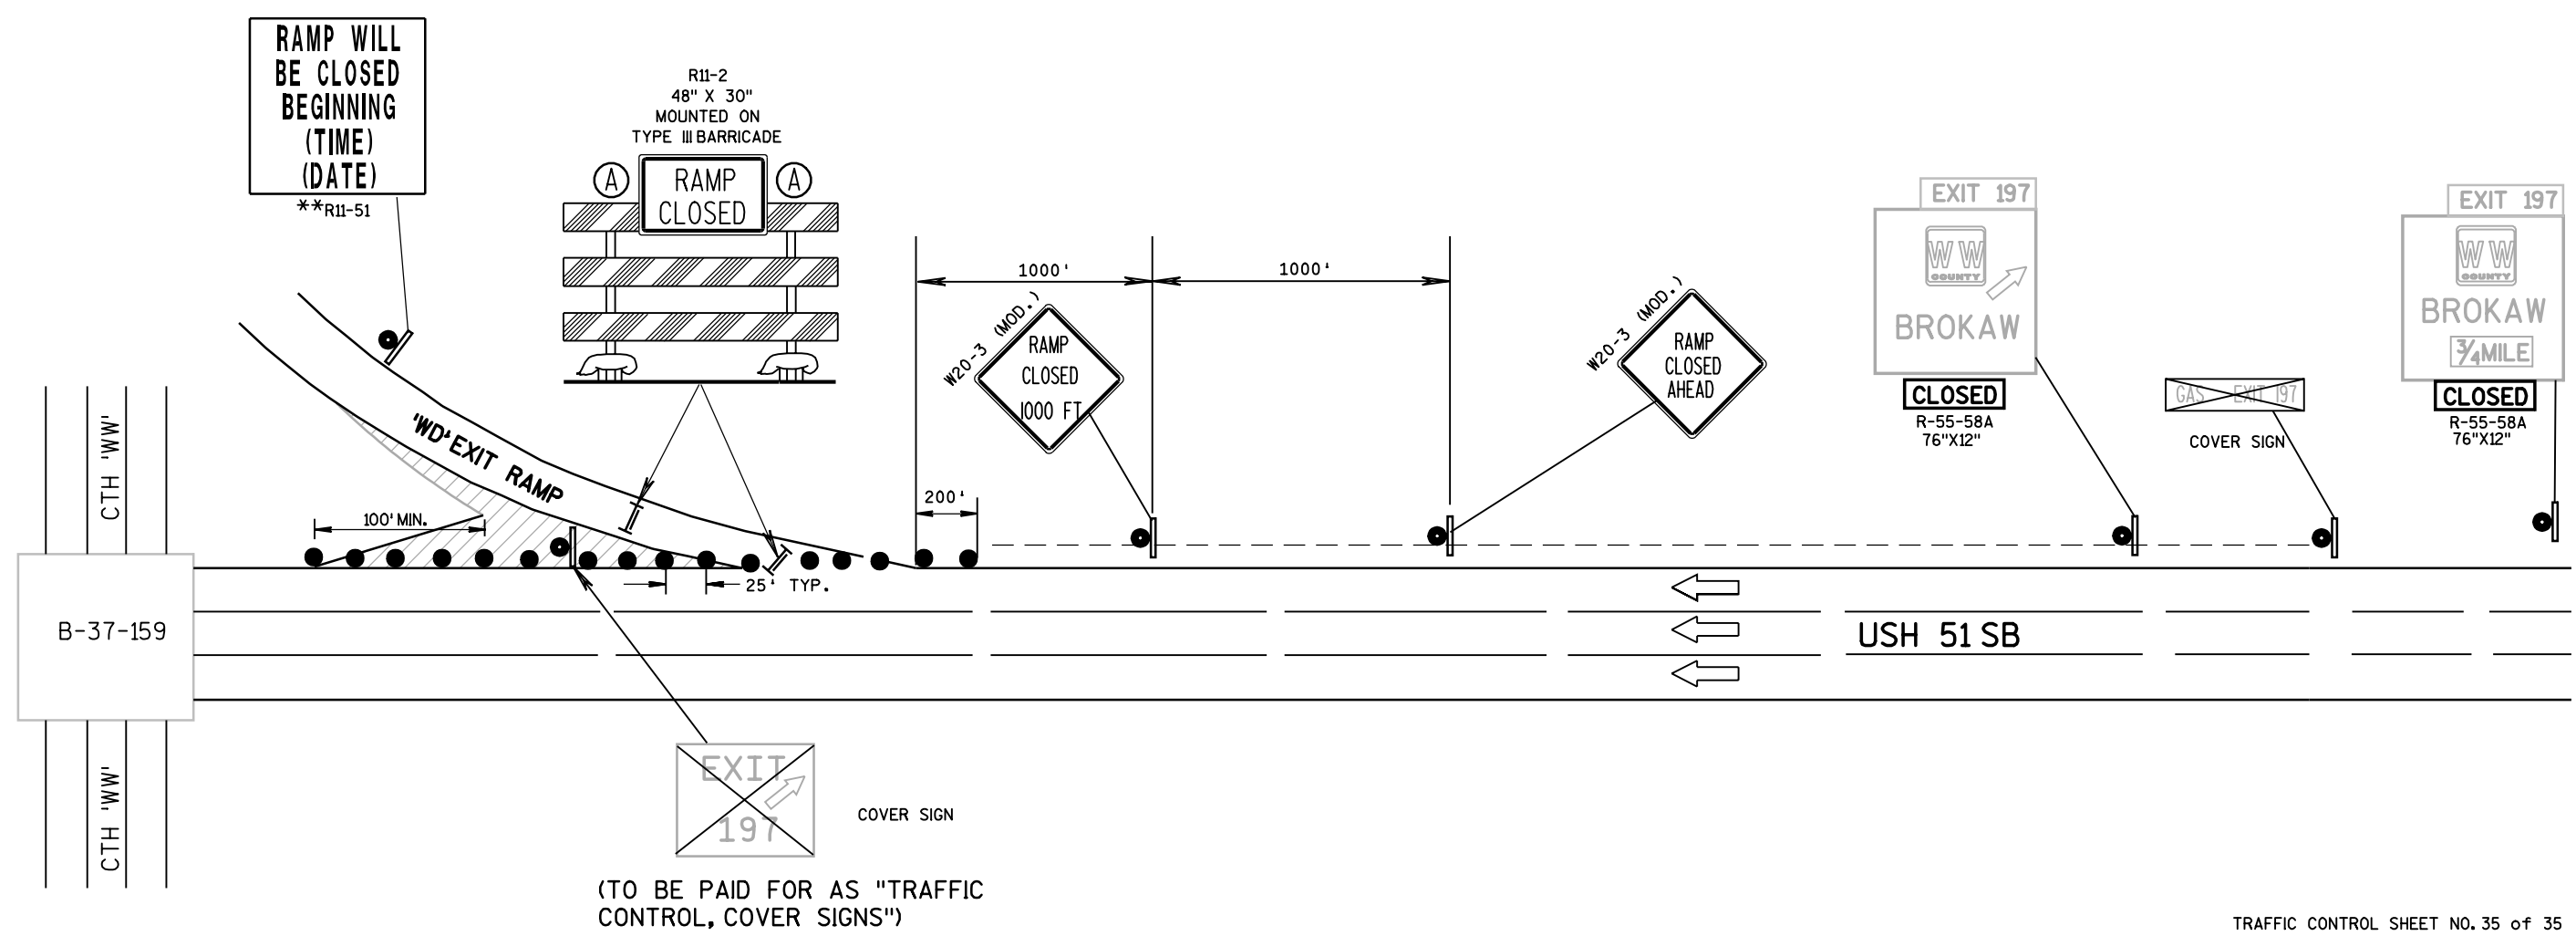 RAMP WILL
BE CLOSED
BEGINNING
(TIME)
(DATE)
**R11-51
R11-2
48" X 30"
MOUNTED ON
TYPE III BARRICADE
A
RAMP
CLOSED
A
1000'
1000'
W20-3 (MOD.)
RAMP
CLOSED
1000 FT
W20-3 (MOD.)
RAMP
CLOSED
AHEAD
EXIT 197
WW
COUNTY
BROKAW
CLOSED
R-55-58A
76"X12"
GAS EXIT 197
COVER SIGN
EXIT 197
WW
COUNTY
BROKAW
3/4 MILE
CLOSED
R-55-58A
76"X12"
'WD' EXIT RAMP
CTH 'WW'
100' MIN.
200'
25' TYP.
B-37-159
USH 51 SB
CTH 'WW'
EXIT
197
COVER SIGN
(TO BE PAID FOR AS "TRAFFIC
CONTROL, COVER SIGNS")
TRAFFIC CONTROL SHEET NO. 35 of 35